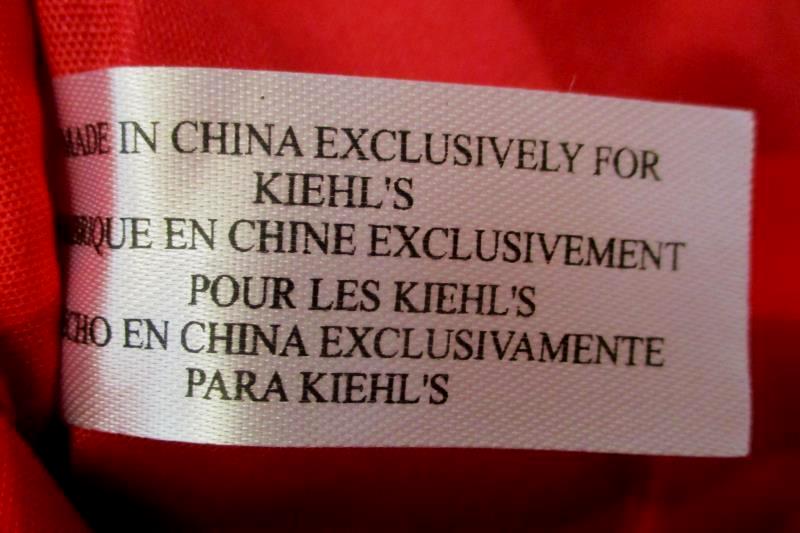 MADE IN CHINA EXCLUSIVELY FOR
KIEHL'S
EN CHINE EXCLUSIVEMENT
POUR LES KIEHL'S
EN CHINA EXCLUSIVAMENTE
PARA KIEHL'S